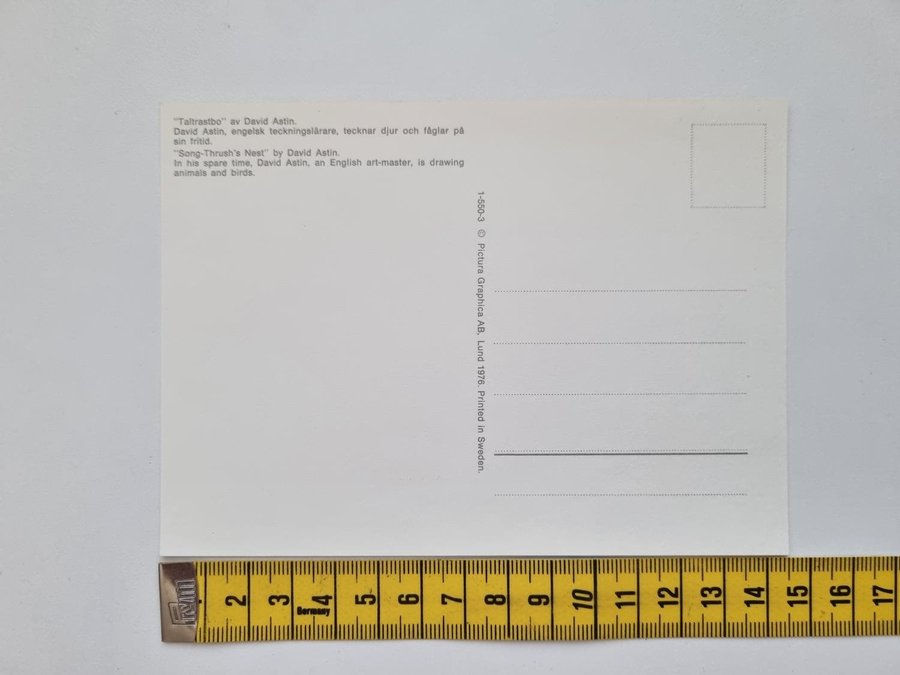 "Taltrastbo" av David Astin.
David Astin, engelsk teckningslärare, tecknar djur och fåglar på
sin fritid.
"Song-Thrush's Nest" by David Astin.
In his spare time, David Astin, an English art-master, is drawing
animals and birds.
1-550-3 © Pictura Graphica AB, Lund 1976. Printed in Sweden.
2 3 4 5 6 7 8 9 10 11 12 13 14 15 16 17
Germany